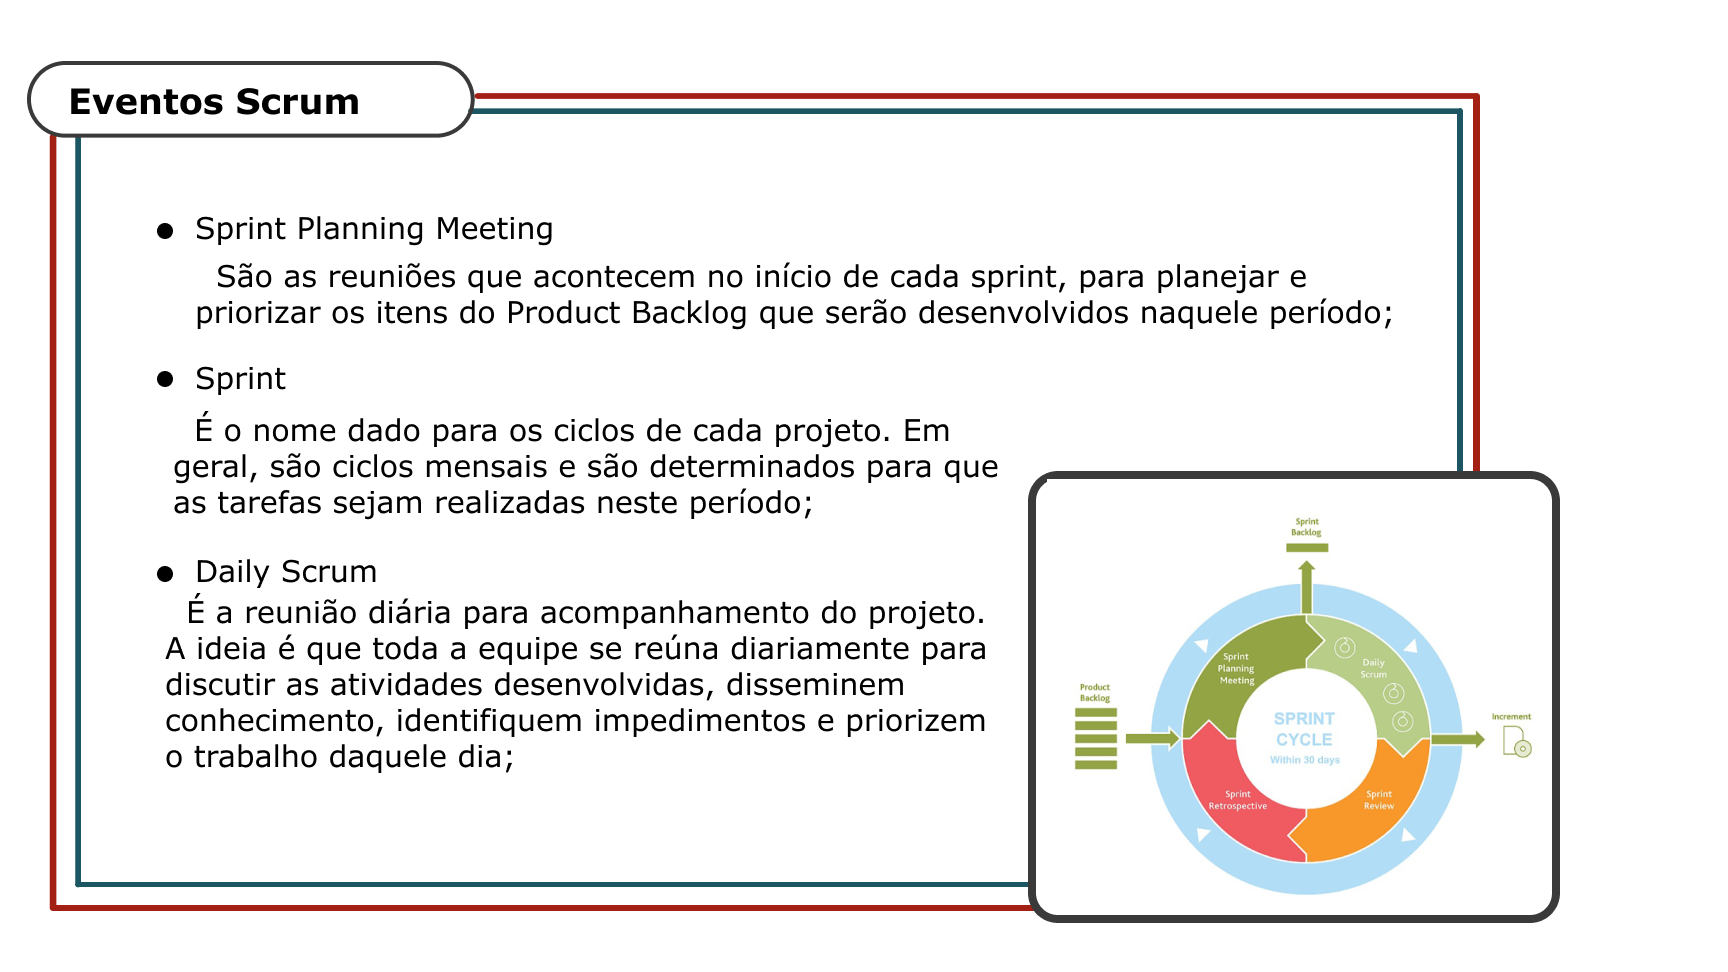 Eventos Scrum
● Sprint Planning Meeting
São as reuniões que acontecem no início de cada sprint, para planejar e
priorizar os itens do Product Backlog que serão desenvolvidos naquele período;
● Sprint
É o nome dado para os ciclos de cada projeto. Em
geral, são ciclos mensais e são determinados para que
as tarefas sejam realizadas neste período;
● Daily Scrum
É a reunião diária para acompanhamento do projeto.
A ideia é que toda a equipe se reúna diariamente para
discutir as atividades desenvolvidas, disseminem
conhecimento, identifiquem impedimentos e priorizem
o trabalho daquele dia;
Sprint
Backlog
Sprint
Planning
Meeting
Daily
Scrum
Product
Backlog
SPRINT
CYCLE
Within 30 days
Increment
Sprint
Retrospective
Sprint
Review